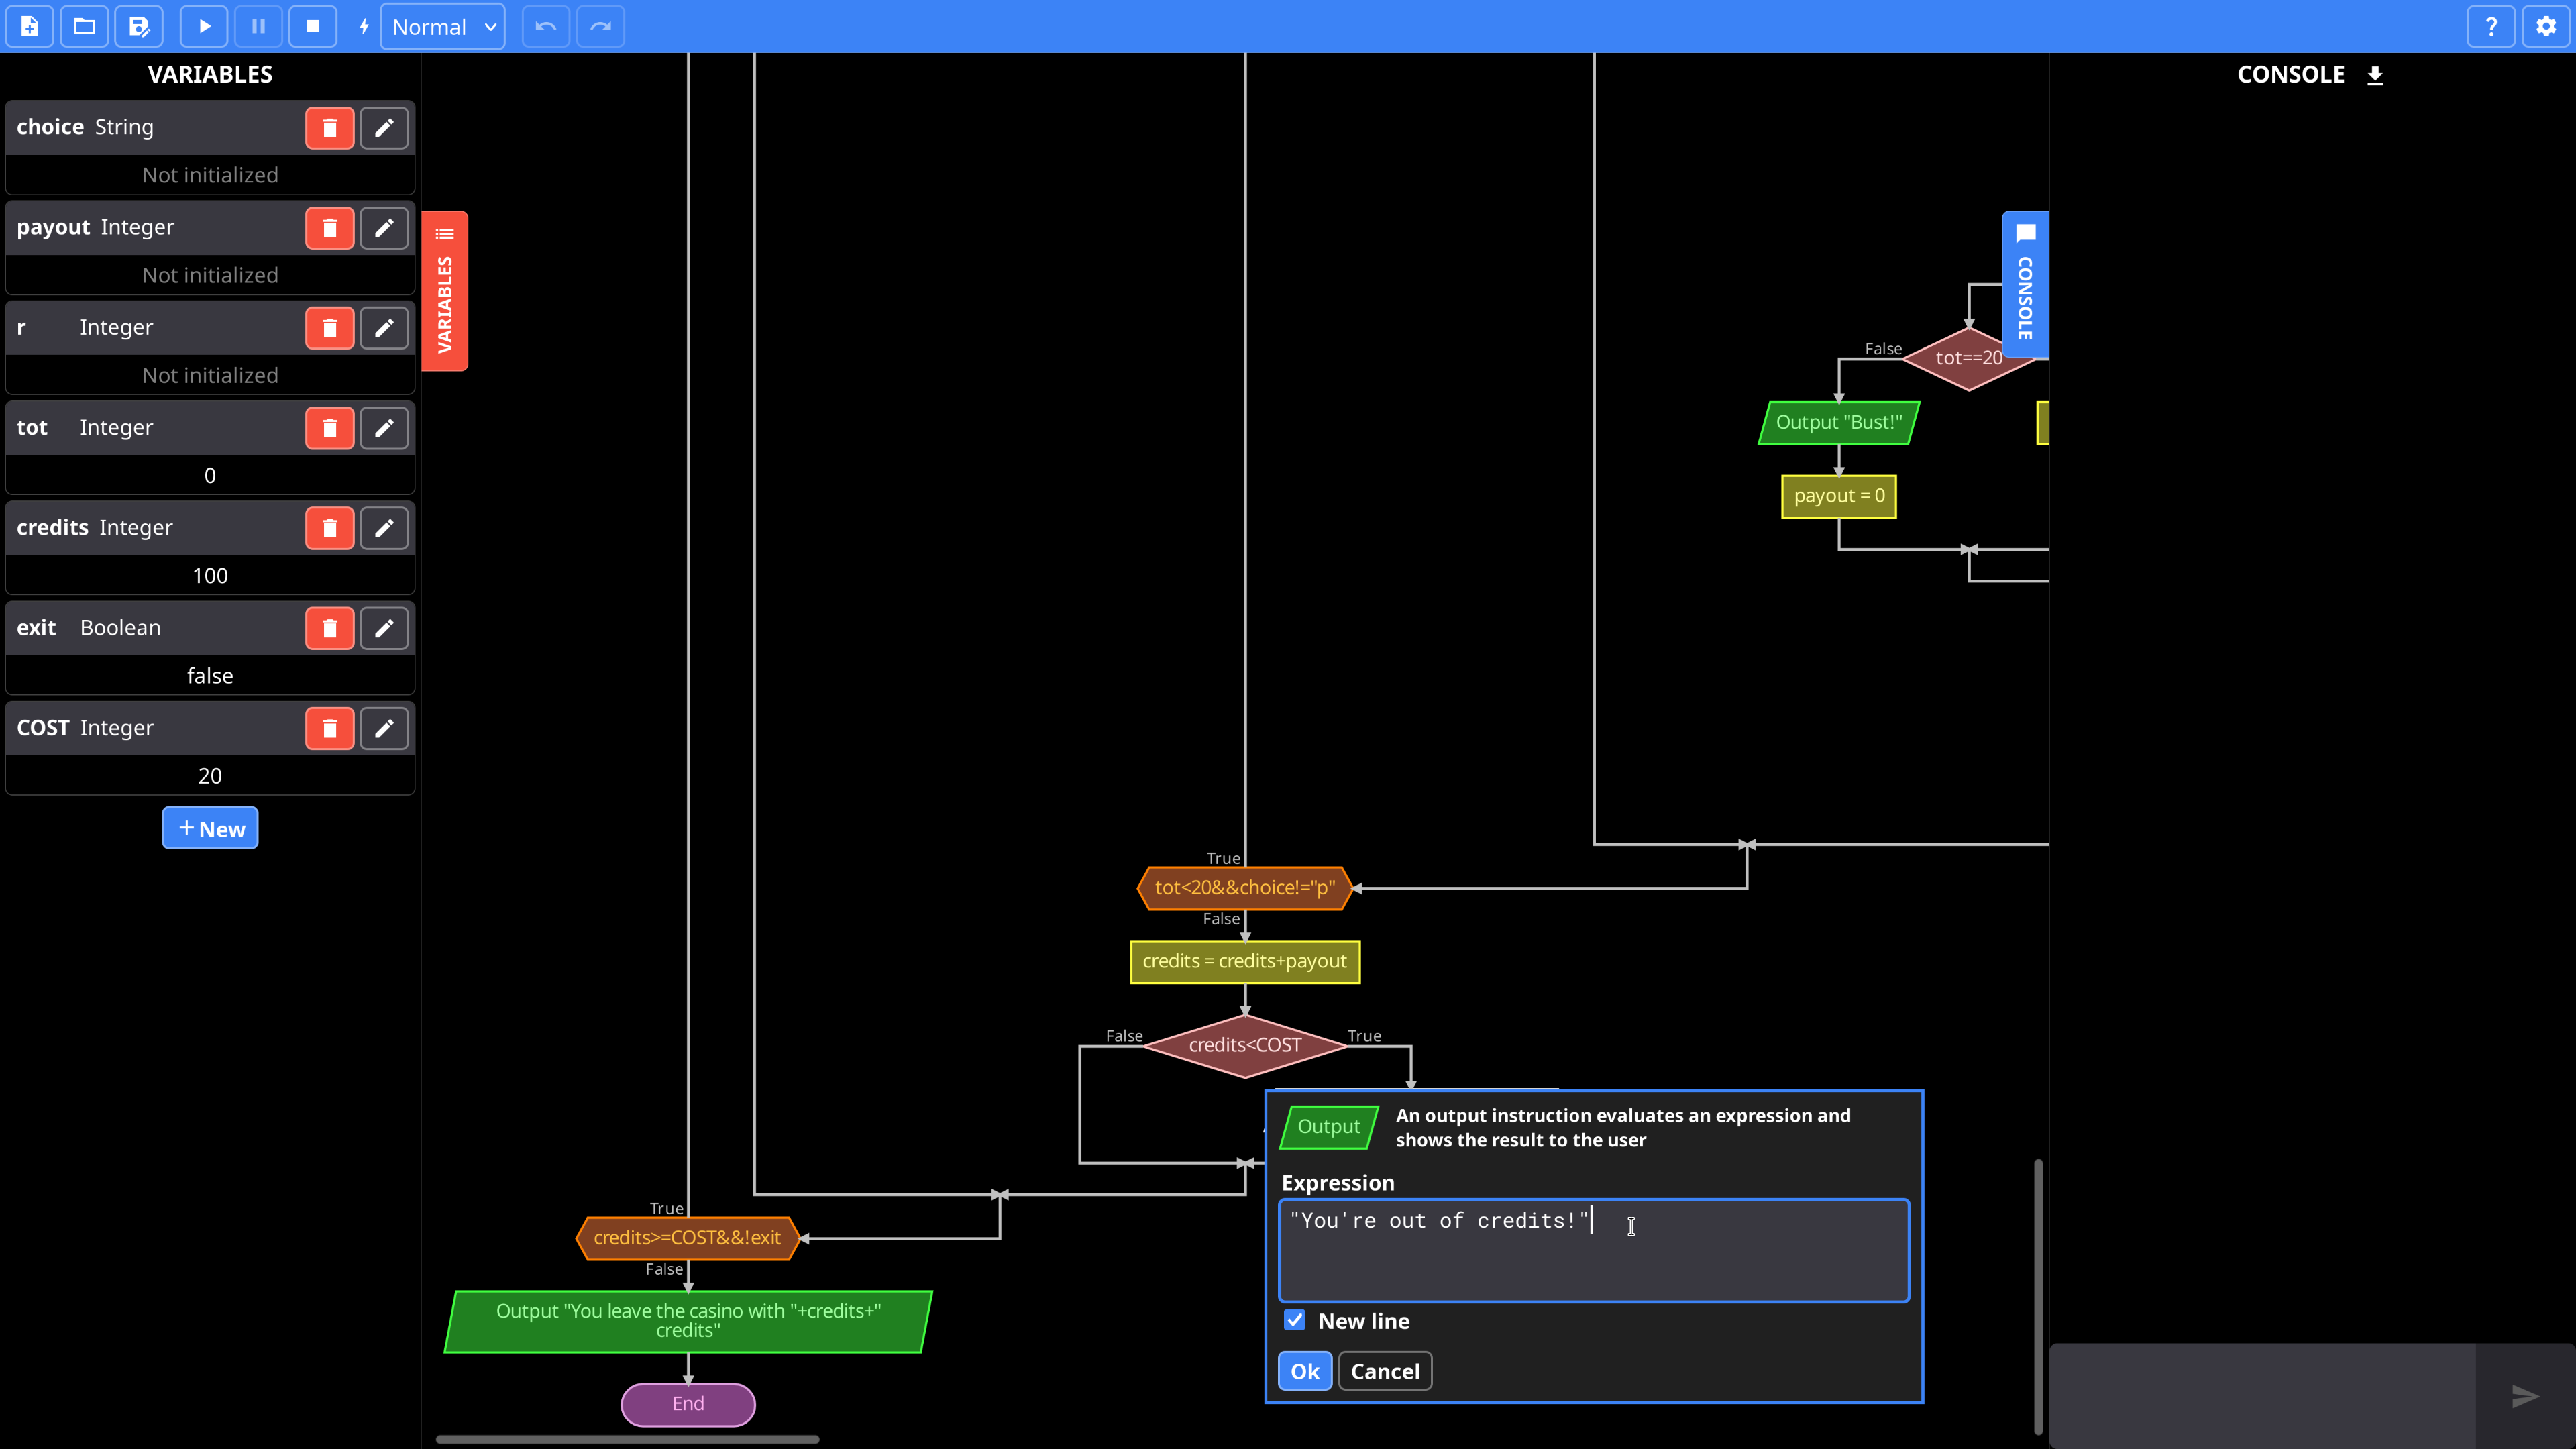 Normal
?
VARIABLES
choice String
Not initialized
payout Integer
Not initialized
r Integer
Not initialized
tot Integer
0
credits Integer
100
exit Boolean
false
COST Integer
20
+ New
VARIABLES
CONSOLE
CONSOLE
False
tot==20
Output "Bust!"
payout = 0
True
tot<20&&choice!="p"
False
credits = credits+payout
False
credits<COST
True
True
credits>=COST&&!exit
False
Output "You leave the casino with "+credits+"
credits"
End
Output
An output instruction evaluates an expression and
shows the result to the user
Expression
"You're out of credits!"
New line
Ok
Cancel